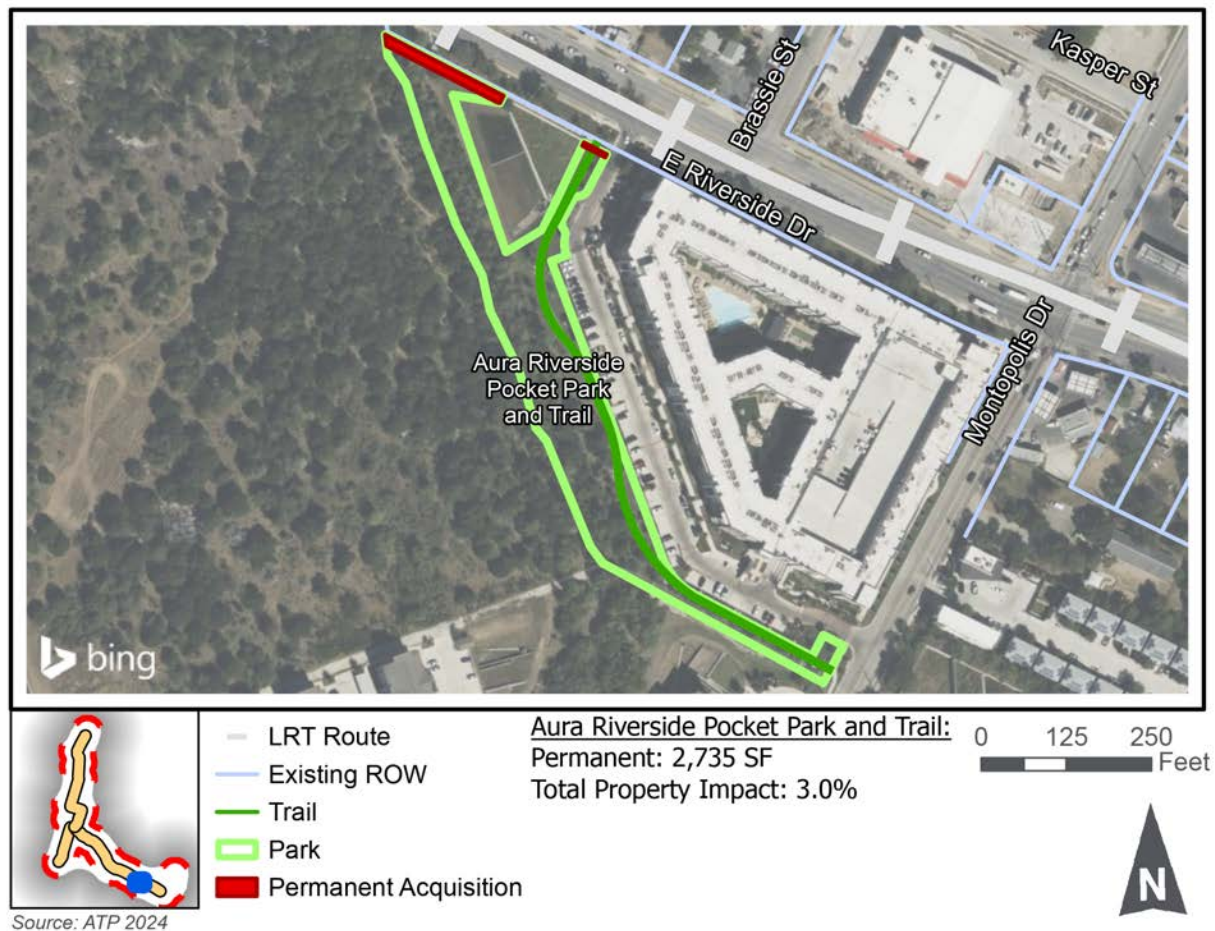 Kasper St
Brassie St
E Riverside Dr
Montopolis Dr
Aura Riverside
Pocket Park
and Trail
bing
LRT Route
Existing ROW
Trail
Park
Permanent Acquisition
Aura Riverside Pocket Park and Trail:
Permanent: 2,735 SF
Total Property Impact: 3.0%
0 125 250
Feet
N
Source: ATP 2024